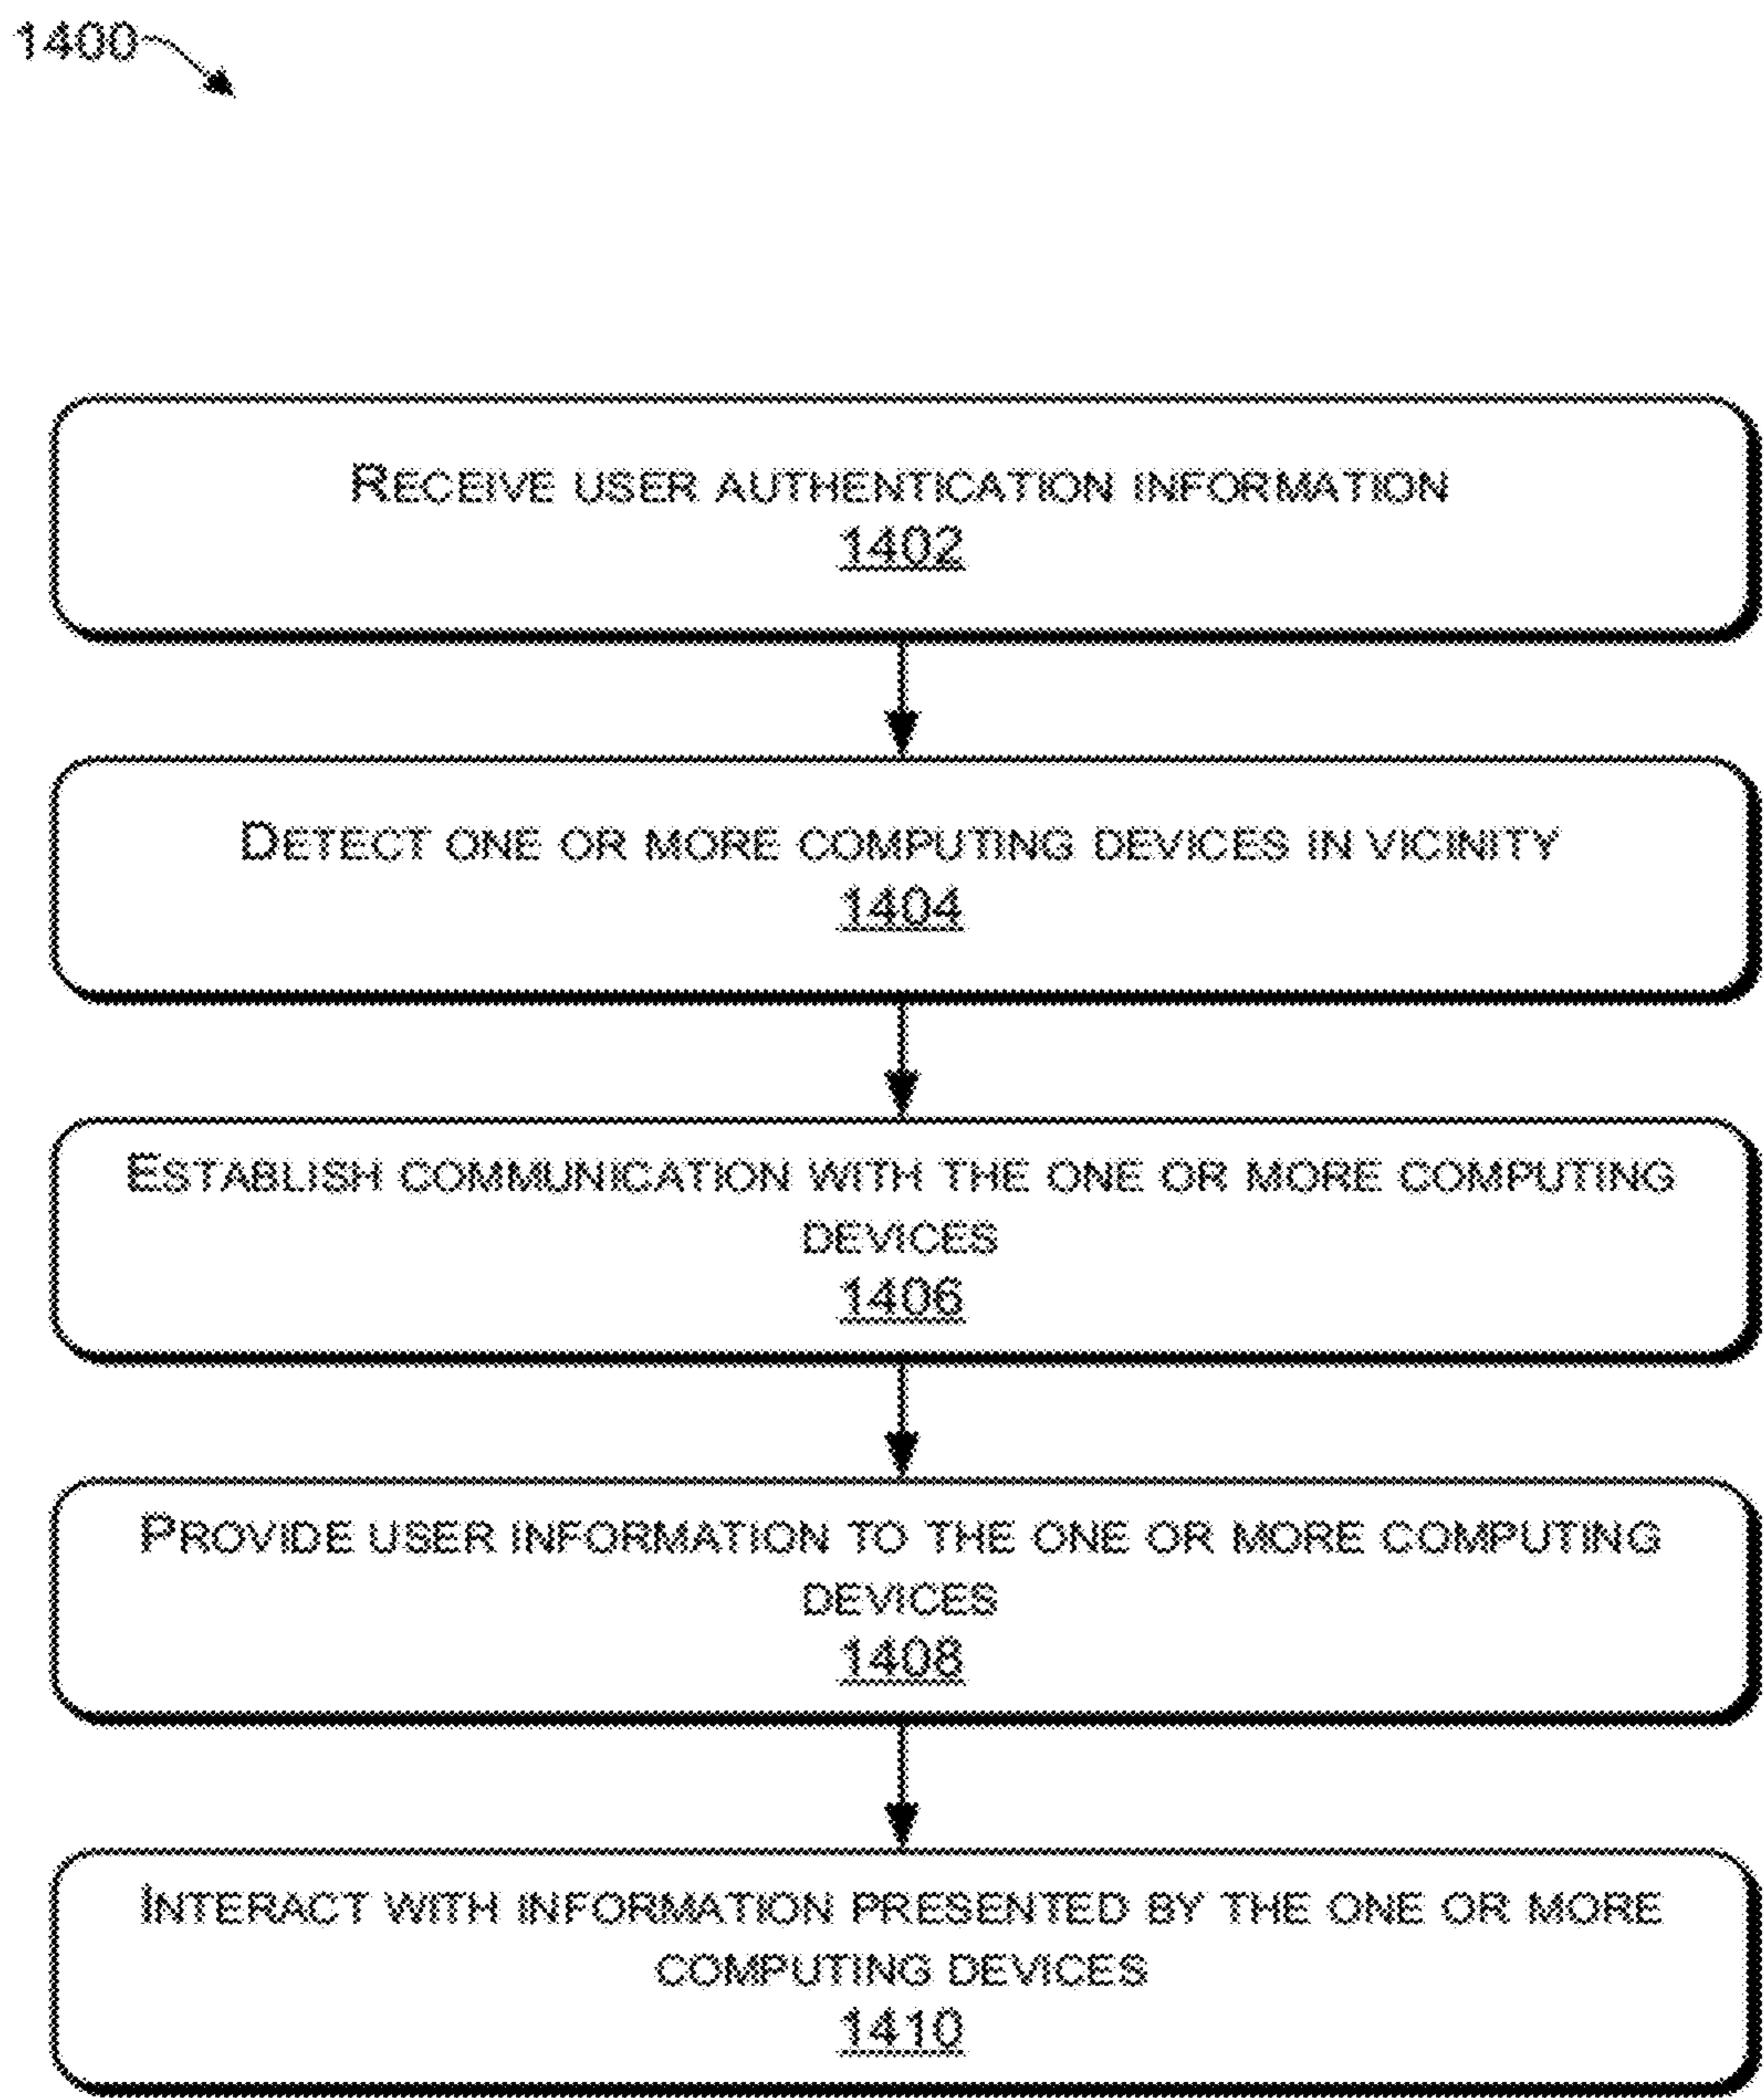 1400
RECEIVE USER AUTHENTICATION INFORMATION
1402
DETECT ONE OR MORE COMPUTING DEVICES IN VICINITY
1404
ESTABLISH COMMUNICATION WITH THE ONE OR MORE COMPUTING
DEVICES
1406
PROVIDE USER INFORMATION TO THE ONE OR MORE COMPUTING
DEVICES
1408
INTERACT WITH INFORMATION PRESENTED BY THE ONE OR MORE
COMPUTING DEVICES
1410